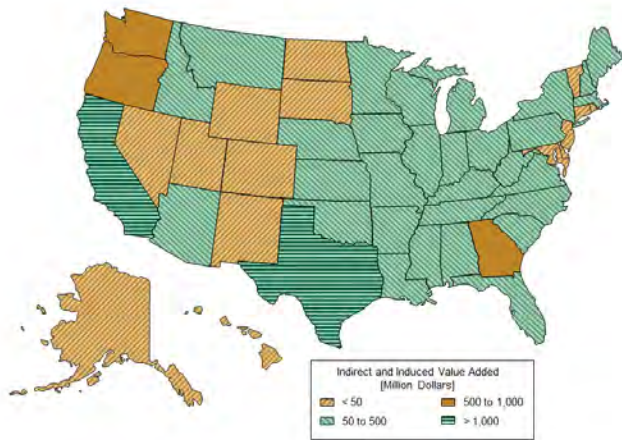 Indirect and Induced Value Added
[Million Dollars]
< 50
500 to 1,000
50 to 500
> 1,000